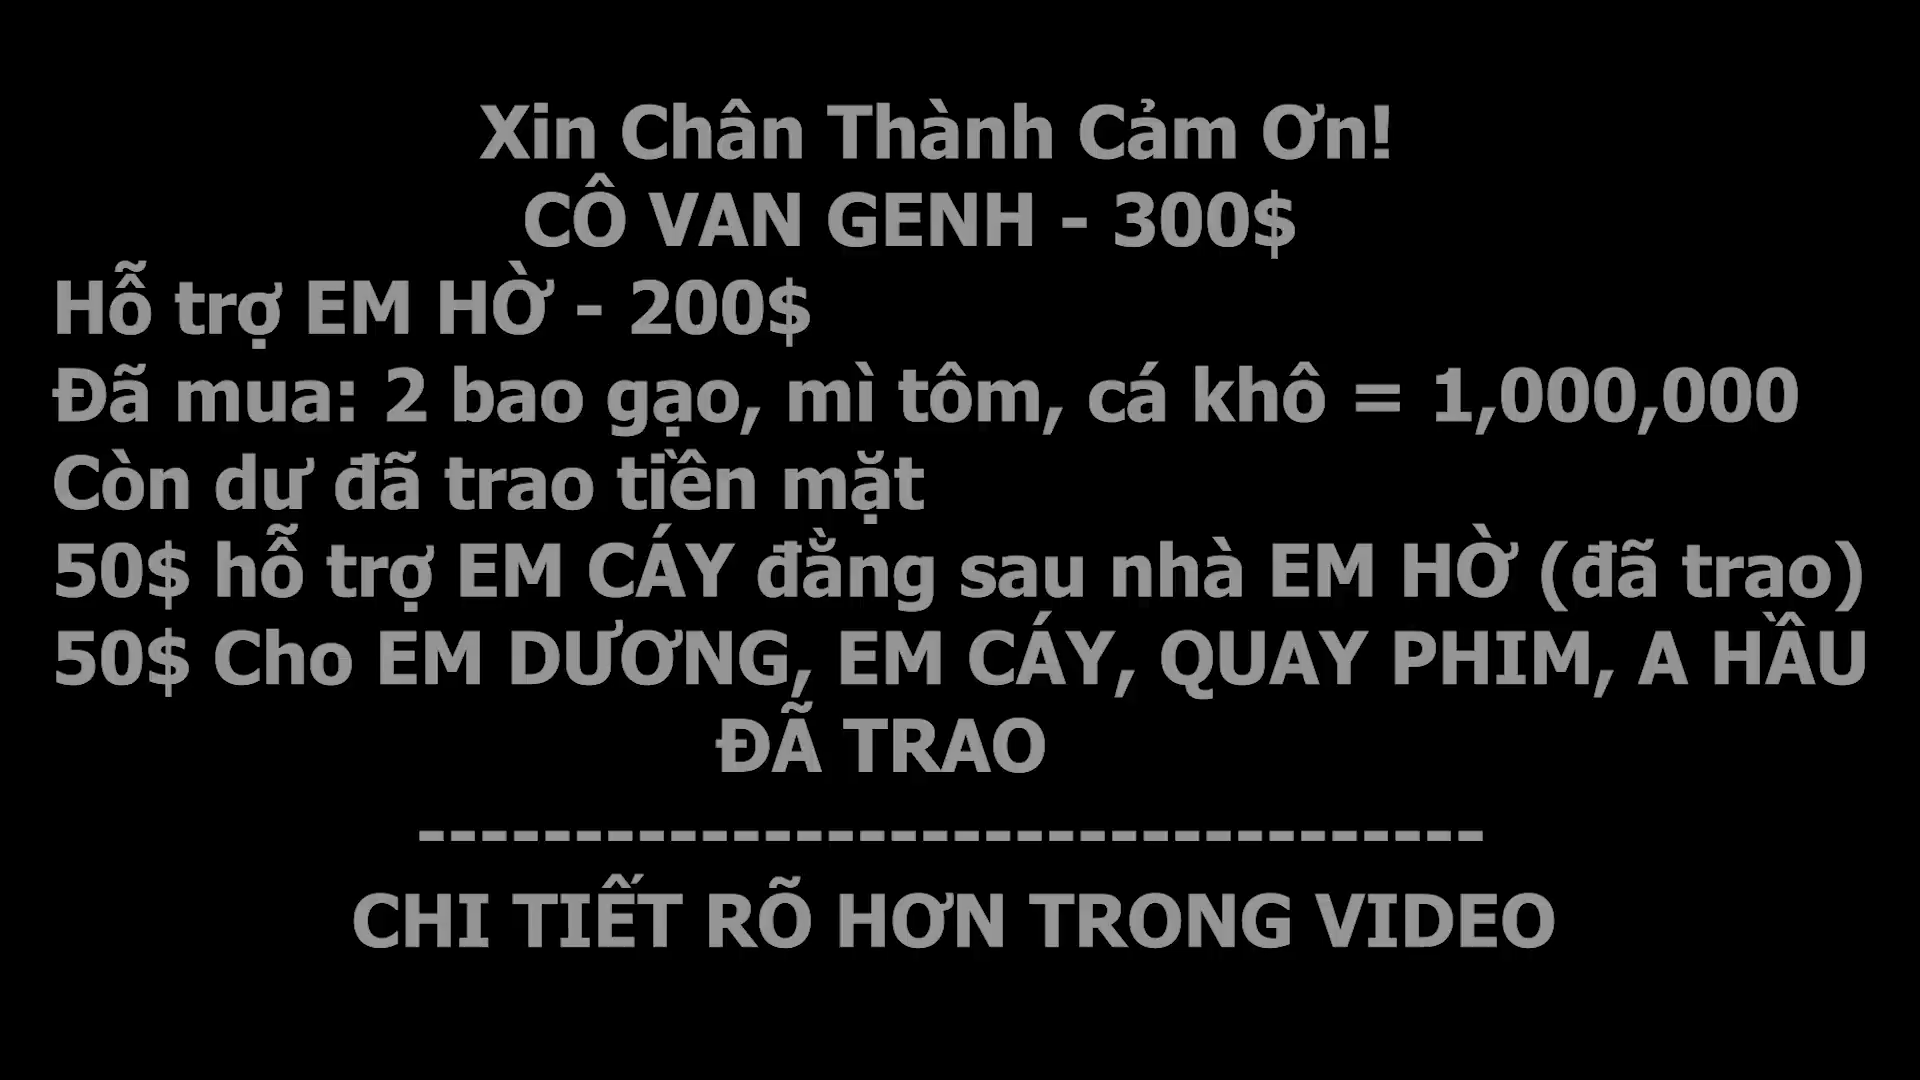 Xin Chân Thành Cảm Ơn!
CÔ VAN GENH - 300$
Hỗ trợ EM HỜ - 200$
Đã mua: 2 bao gạo, mì tôm, cá khô = 1,000,000
Còn dư đã trao tiền mặt
50$ hỗ trợ EM CÁY đằng sau nhà EM HỜ (đã trao)
50$ Cho EM DƯƠNG, EM CÁY, QUAY PHIM, A HẦU
ĐÃ TRAO
----------------------------------
CHI TIẾT RÕ HƠN TRONG VIDEO